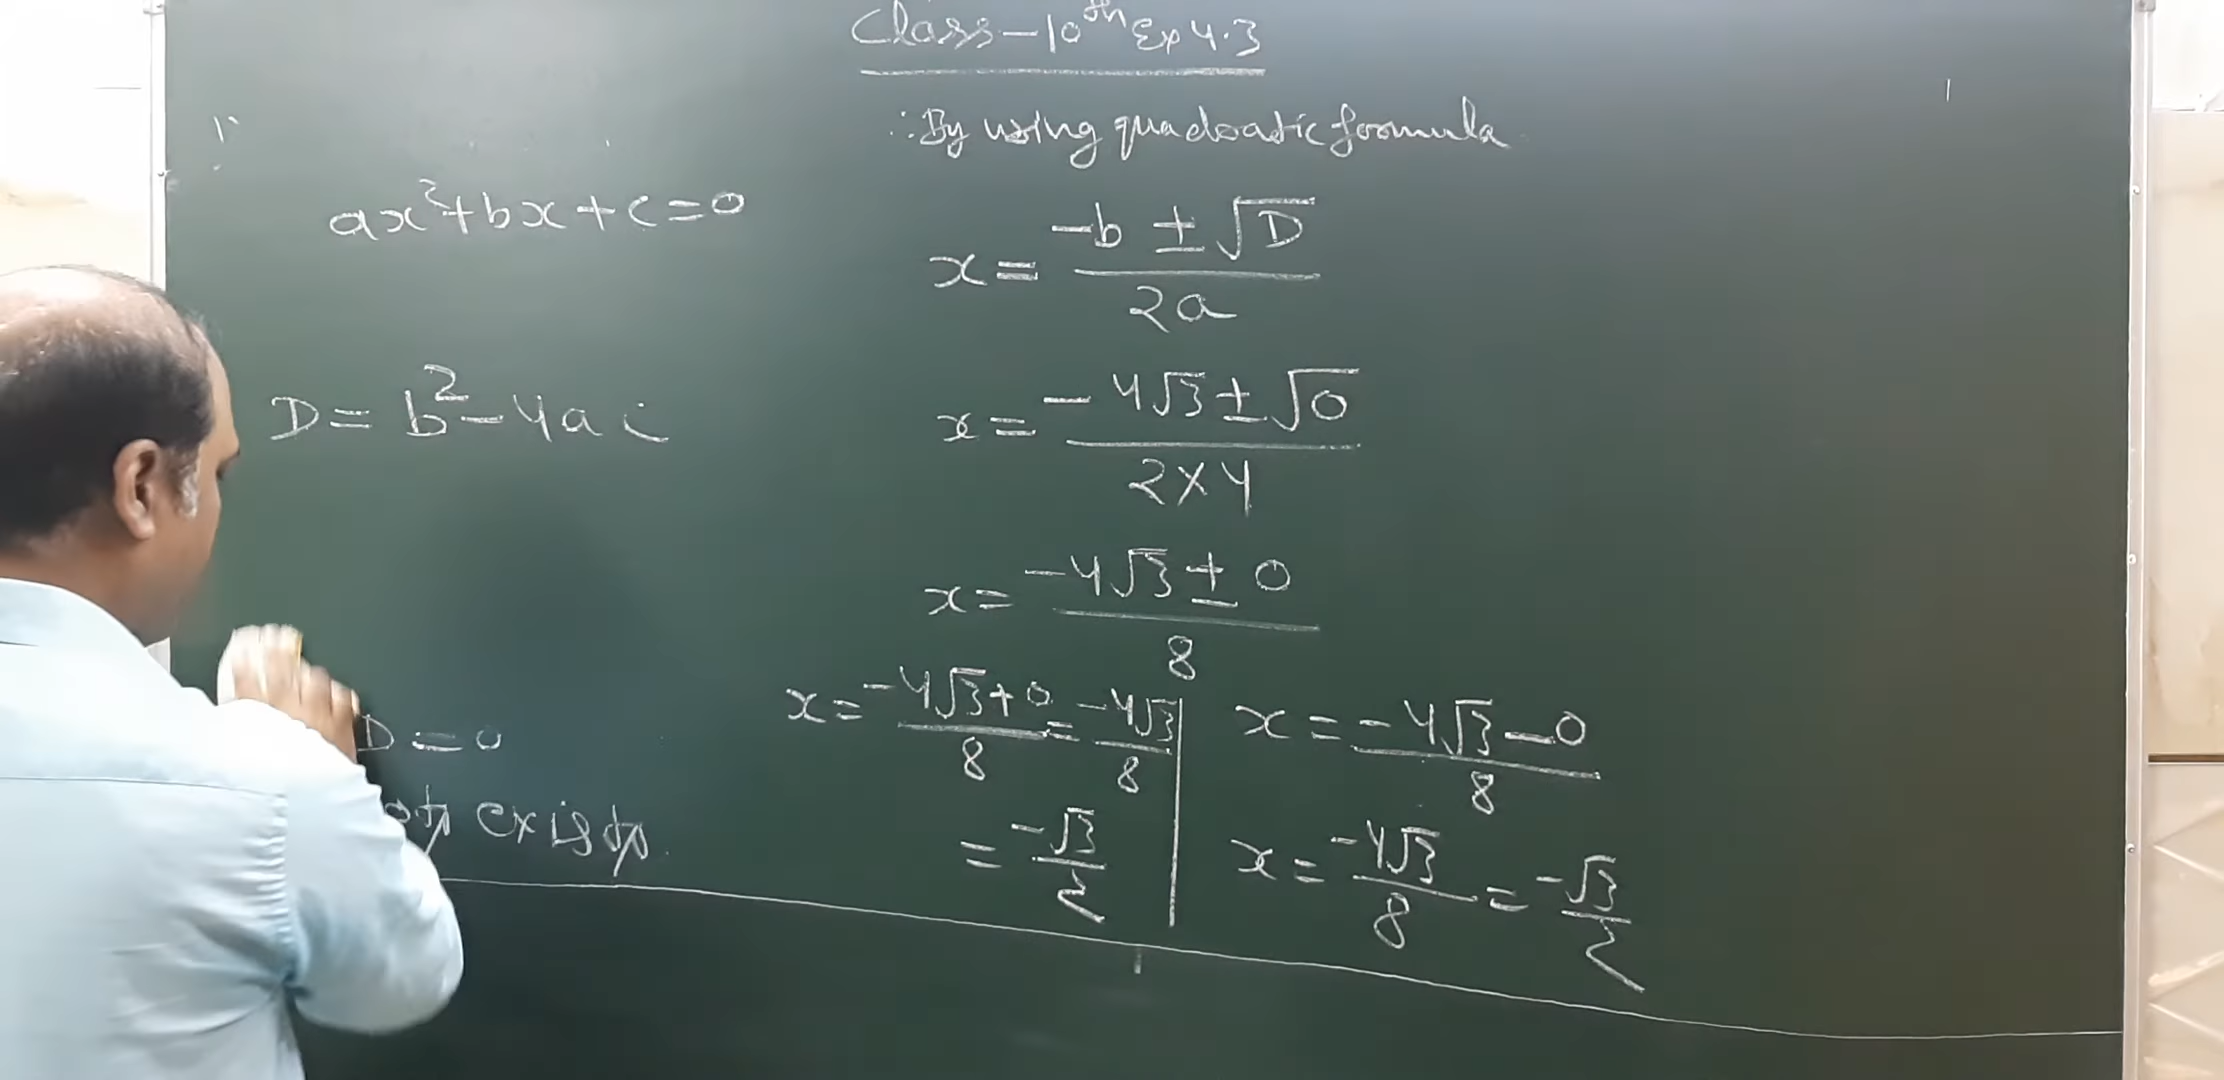 Class-10th Ex 4.3
ax²+bx+c=0
D= b²-4ac
D=0
exists.
∴ By using quadratic formula
x= -b ± √D / 2a
x= -4√3 ± √0 / 2×4
x= -4√3 ± 0 / 8
x= -4√3+0 / 8 = -4√3 / 8
= -√3 / 2
x= -4√3-0 / 8
x= -4√3 / 8 = -√3 / 2